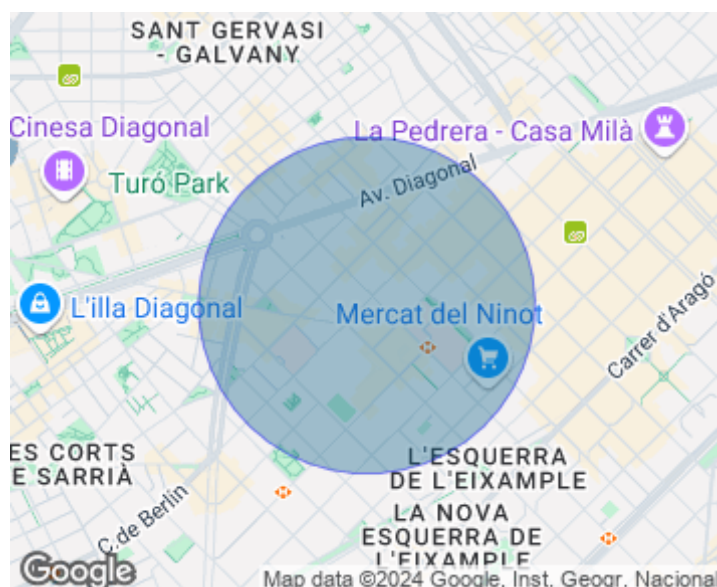 SANT GERVASI
- GALVANY
Cinesa Diagonal
La Pedrera - Casa Milà
Turó Park
Av. Diagonal
L'illa Diagonal
Mercat del Ninot
Carrer d'Aragó
ES CORTS
E SARRIÀ
L'ESQUERRA
DE L'EIXAMPLE
C. de Berlin
LA NOVA
ESQUERRA DE
L'EIXAMPLE
Google
Map data ©2024 Google, Inst. Geogr. Nacional